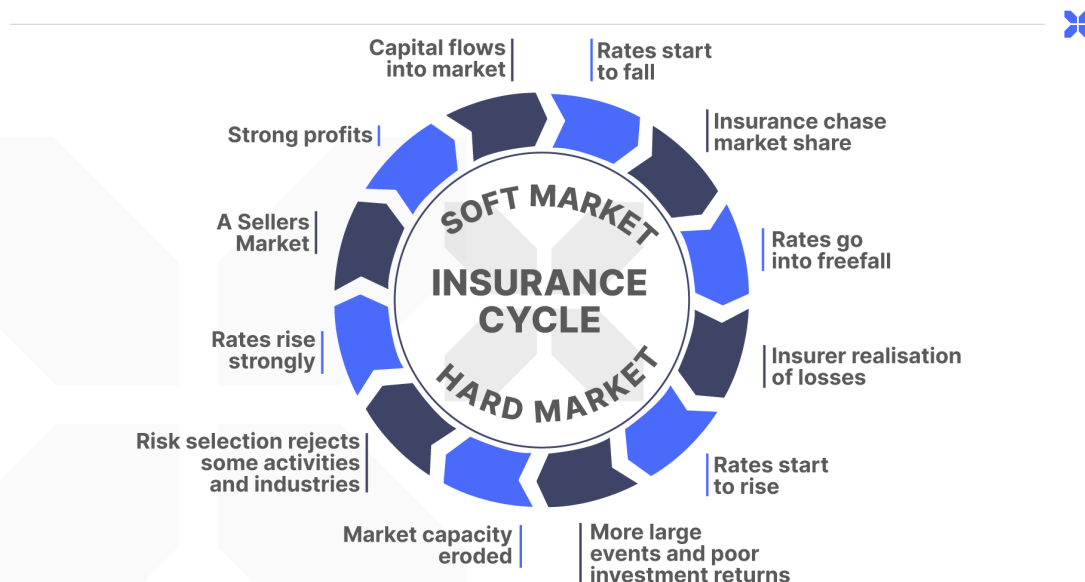 Capital flows
into market
Rates start
to fall
Insurance chase
market share
Rates go
into freefall
Insurer realisation
of losses
Rates start
to rise
More large
events and poor
investment returns
Market capacity
eroded
Risk selection rejects
some activities
and industries
Rates rise
strongly
A Sellers
Market
Strong profits
SOFT MARKET
INSURANCE
CYCLE
HARD MARKET